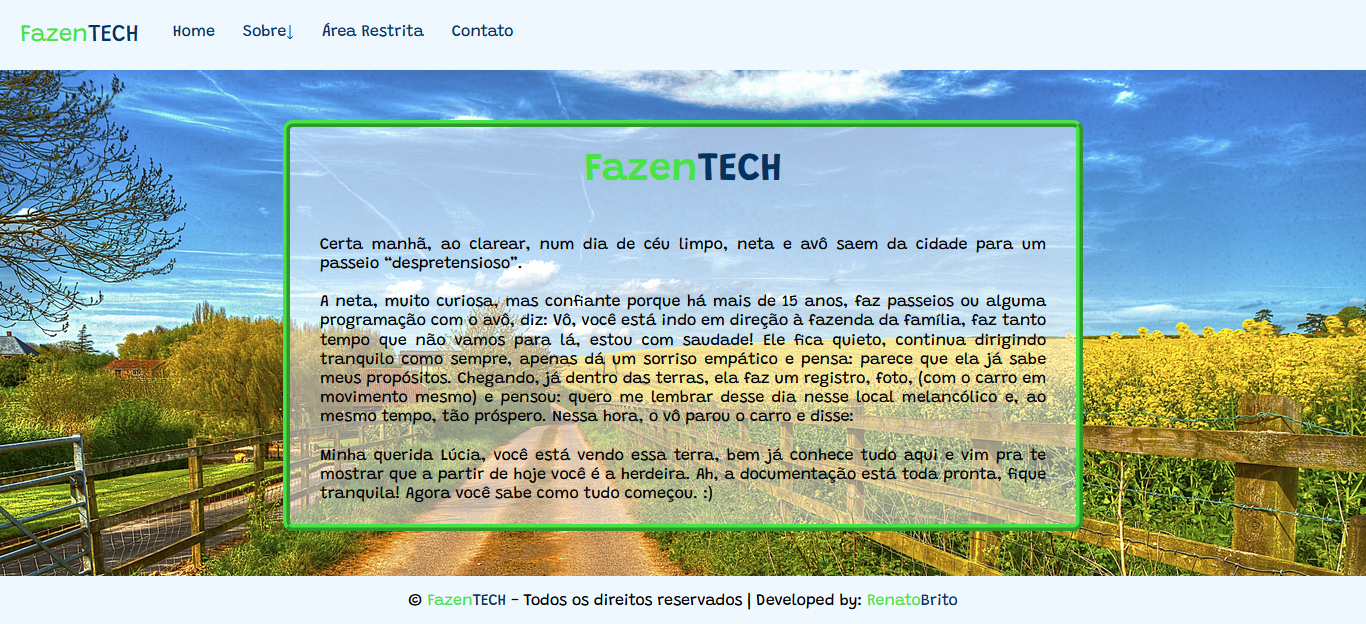 FazenTECH Home Sobre↓ Área Restrita Contato
FazenTECH
Certa manhã, ao clarear, num dia de céu limpo, neta e avô saem da cidade para um
passeio “despretensioso”.
A neta, muito curiosa, mas confiante porque há mais de 15 anos, faz passeios ou alguma
programação com o avô, diz: Vô, você está indo em direção à fazenda da família, faz tanto
tempo que não vamos para lá, estou com saudade! Ele fica quieto, continua dirigindo
tranquilo como sempre, apenas dá um sorriso empático e pensa: parece que ela já sabe
meus propósitos. Chegando, já dentro das terras, ela faz um registro, foto, (com o carro em
movimento mesmo) e pensou: quero me lembrar desse dia nesse local melancólico e, ao
mesmo tempo, tão próspero. Nessa hora, o vô parou o carro e disse:
Minha querida Lúcia, você está vendo essa terra, bem já conhece tudo aqui e vim pra te
mostrar que a partir de hoje você é a herdeira. Ah, a documentação está toda pronta, fique
tranquila! Agora você sabe como tudo começou. :)
© FazenTECH - Todos os direitos reservados | Developed by: RenatoBrito